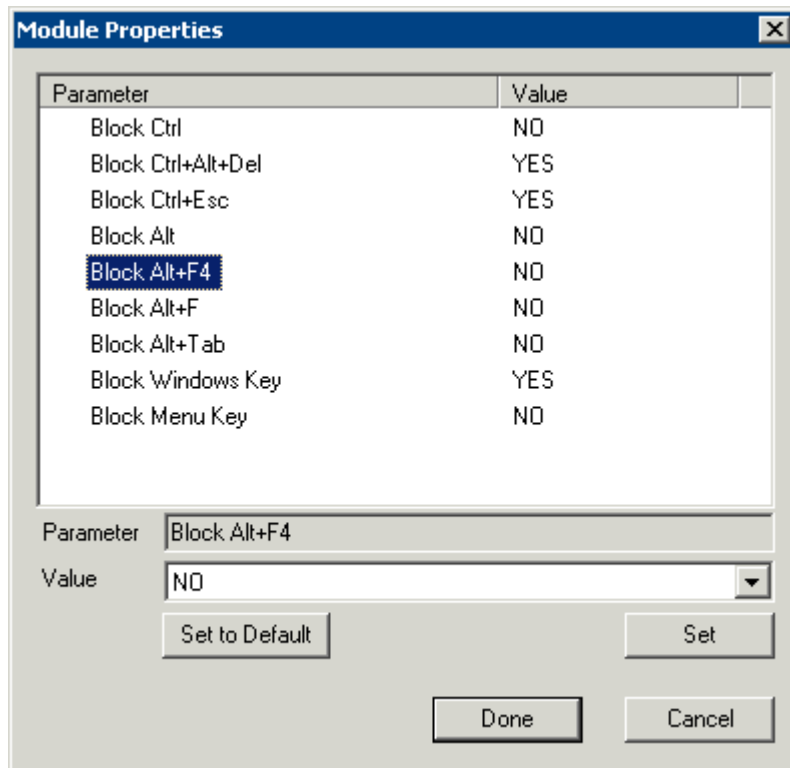 Module Properties
Parameter Value
Block Ctrl NO
Block Ctrl+Alt+Del YES
Block Ctrl+Esc YES
Block Alt NO
Block Alt+F4 NO
Block Alt+F NO
Block Alt+Tab NO
Block Windows Key YES
Block Menu Key NO
Parameter Block Alt+F4
Value NO
Set to Default Set
Done Cancel